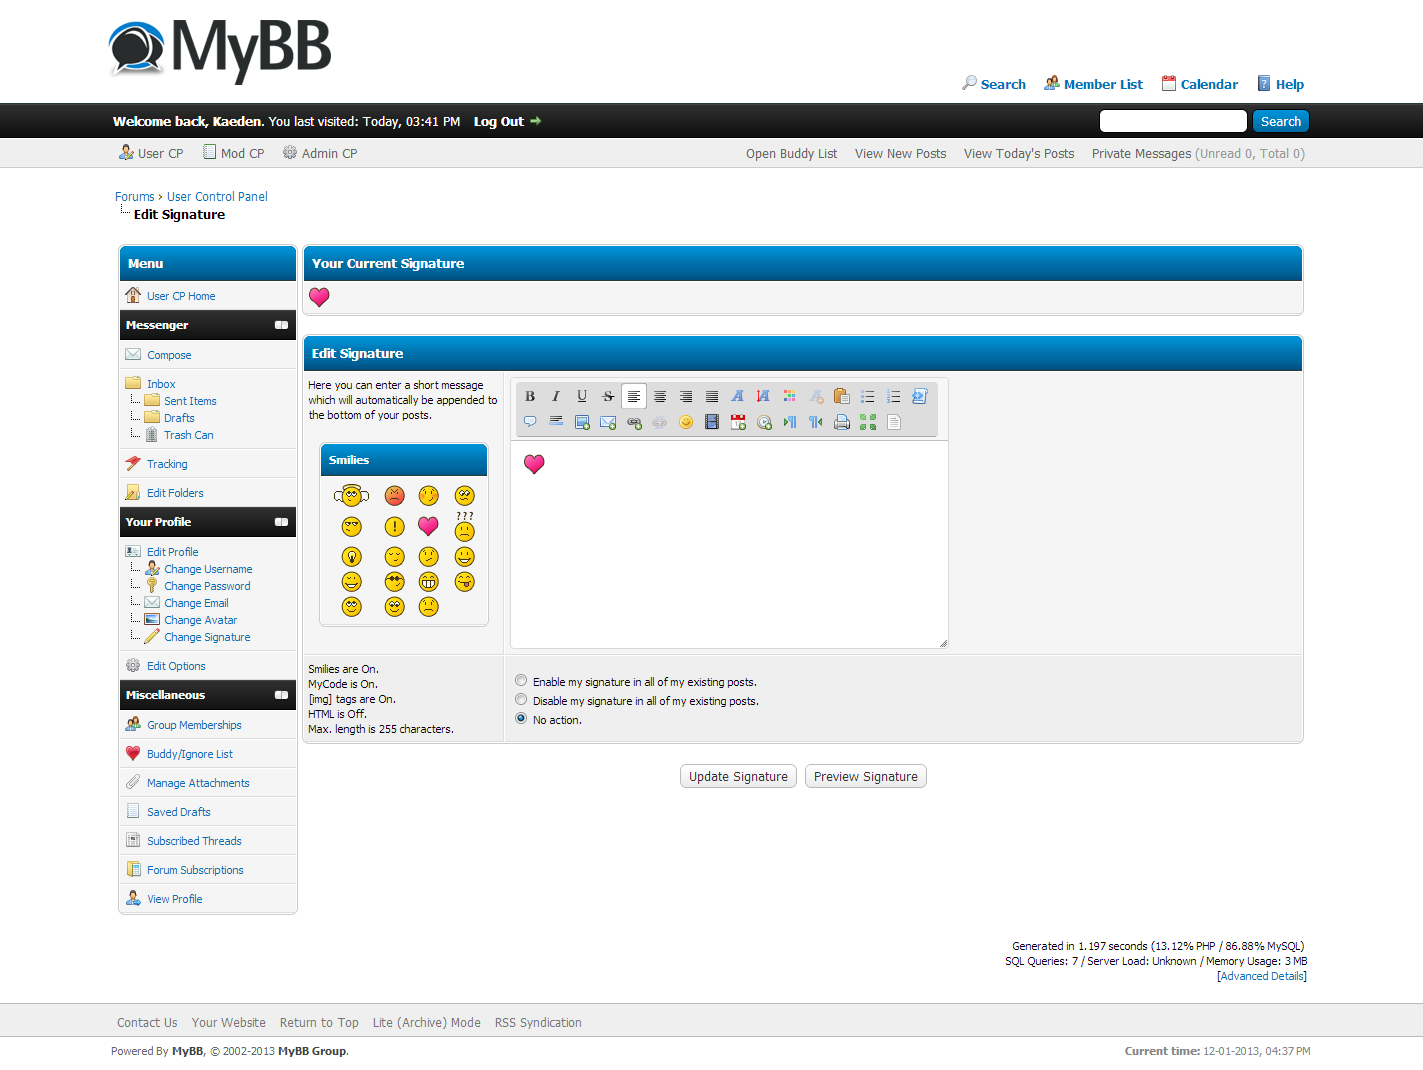 MyBB
Search
Member List
Calendar
Help
Welcome back, Kaeden. You last visited: Today, 03:41 PM Log Out
Search
User CP Mod CP Admin CP
Open Buddy List View New Posts View Today's Posts Private Messages (Unread 0, Total 0)
Forums › User Control Panel
Edit Signature
Menu
User CP Home
Messenger
Compose
Inbox
Sent Items
Drafts
Trash Can
Tracking
Edit Folders
Your Profile
Edit Profile
Change Username
Change Password
Change Email
Change Avatar
Change Signature
Edit Options
Miscellaneous
Group Memberships
Buddy/Ignore List
Manage Attachments
Saved Drafts
Subscribed Threads
Forum Subscriptions
View Profile
Your Current Signature
Edit Signature
Here you can enter a short message
which will automatically be appended to
the bottom of your posts.
Smilies
???
B I U S
Smilies are On.
MyCode is On.
[img] tags are On.
HTML is Off.
Max. length is 255 characters.
Enable my signature in all of my existing posts.
Disable my signature in all of my existing posts.
No action.
Update Signature
Preview Signature
Generated in 1.197 seconds (13.12% PHP / 86.88% MySQL)
SQL Queries: 7 / Server Load: Unknown / Memory Usage: 3 MB
[Advanced Details]
Contact Us Your Website Return to Top Lite (Archive) Mode RSS Syndication
Powered By MyBB, © 2002-2013 MyBB Group.
Current time: 12-01-2013, 04:37 PM